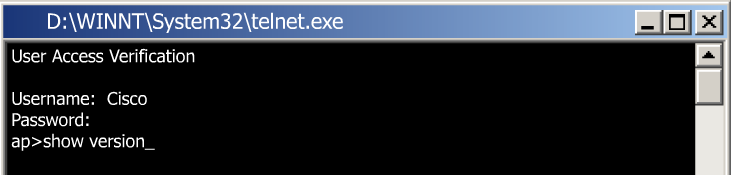 D:\WINNT\System32\telnet.exe
User Access Verification
Username: Cisco
Password:
ap>show version_